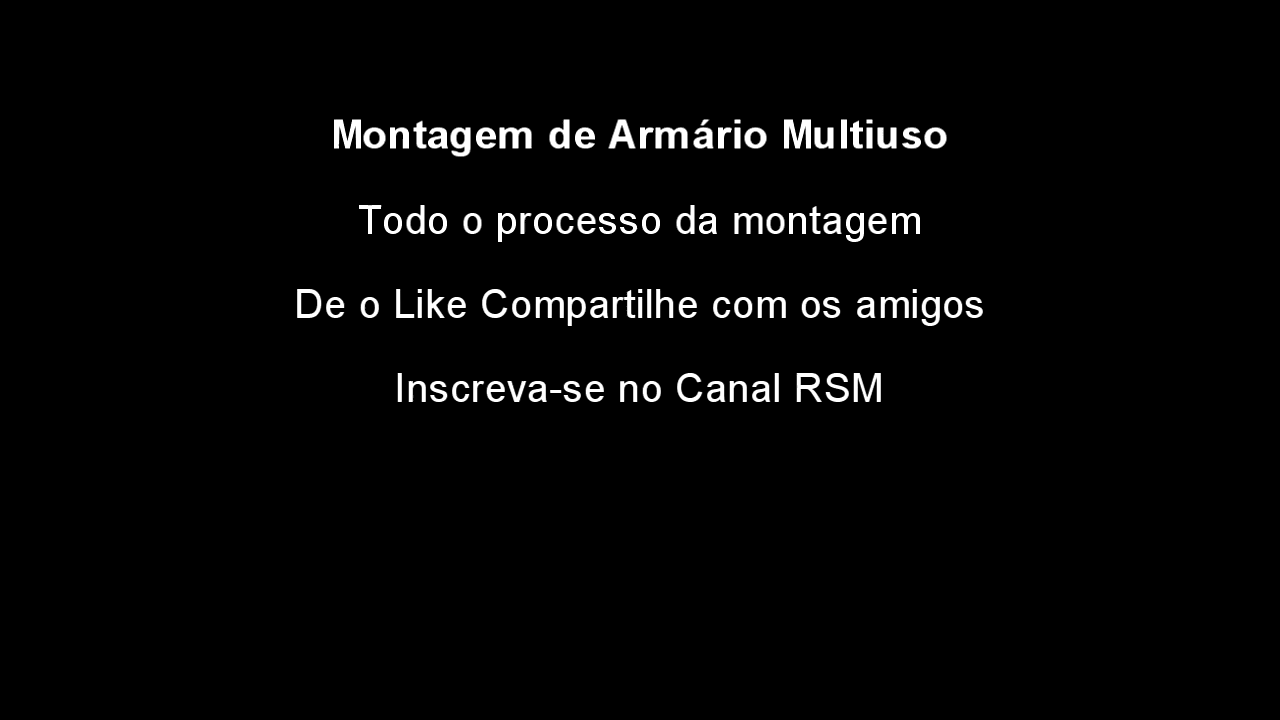 Montagem de Armário Multiuso
Todo o processo da montagem
De o Like Compartilhe com os amigos
Inscreva-se no Canal RSM